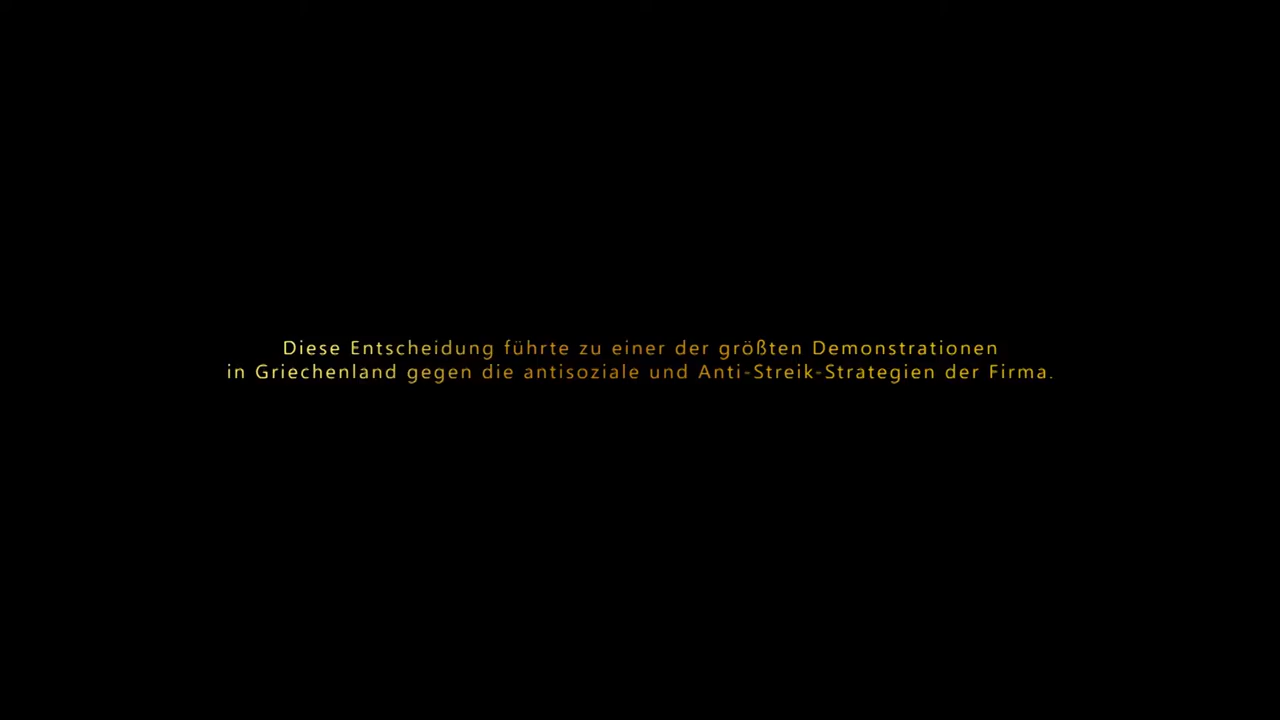 Diese Entscheidung führte zu einer der größten Demonstrationen
in Griechenland gegen die antisoziale und Anti-Streik-Strategien der Firma.